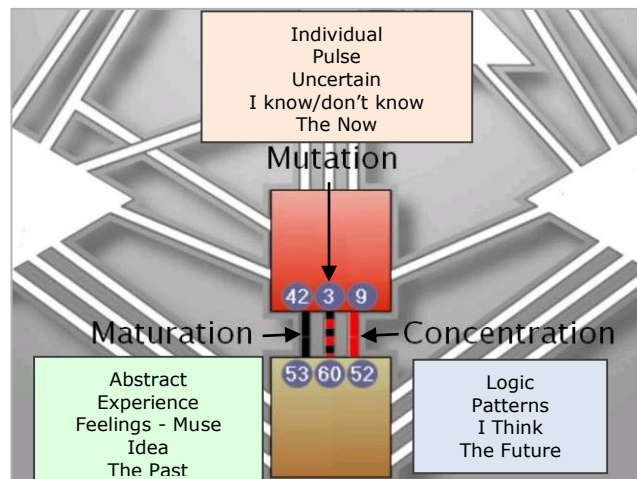 Individual
Pulse
Uncertain
I know/don’t know
The Now
Mutation
42 3 9
Maturation
Concentration
53 60 52
Abstract
Experience
Feelings - Muse
Idea
The Past
Logic
Patterns
I Think
The Future